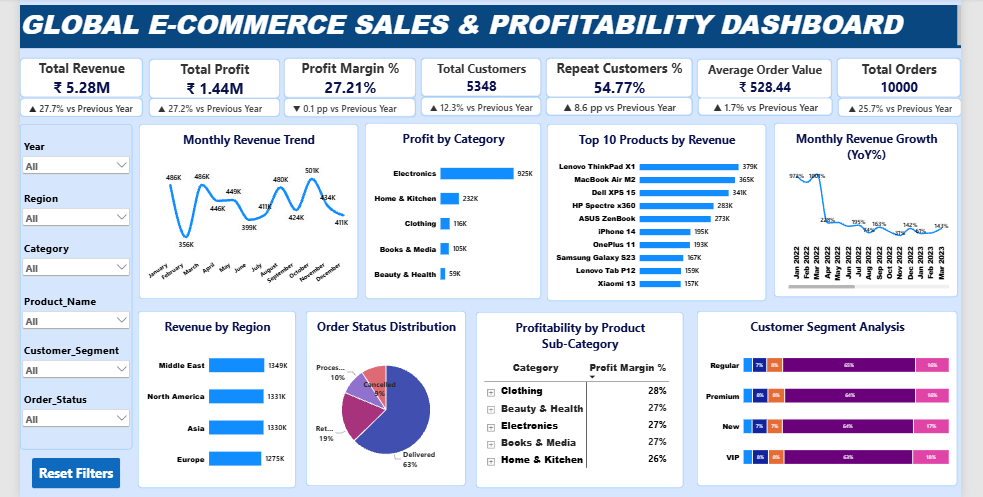 GLOBAL E-COMMERCE SALES & PROFITABILITY DASHBOARD
Total Revenue
₹ 5.28M
▲ 27.7% vs Previous Year
Total Profit
₹ 1.44M
▲ 27.2% vs Previous Year
Profit Margin %
27.21%
▼ 0.1 pp vs Previous Year
Total Customers
5348
▲ 12.3% vs Previous Year
Repeat Customers %
54.77%
▲ 8.6 pp vs Previous Year
Average Order Value
₹ 528.44
▲ 1.7% vs Previous Year
Total Orders
10000
▲ 25.7% vs Previous Year
Year
All
Region
All
Category
All
Product_Name
All
Customer_Segment
All
Order_Status
All
Reset Filters
Monthly Revenue Trend
486K
356K
486K
446K
449K
399K
411K
480K
424K
501K
434K
411K
January
February
March
April
May
June
July
August
September
October
November
December
Profit by Category
Electronics 925K
Home & Kitchen 232K
Clothing 116K
Books & Media 105K
Beauty & Health 59K
Top 10 Products by Revenue
Lenovo ThinkPad X1 379K
MacBook Air M2 365K
Dell XPS 15 341K
HP Spectre x360 283K
ASUS ZenBook 273K
iPhone 14 195K
OnePlus 11 193K
Samsung Galaxy S23 167K
Lenovo Tab P12 159K
Xiaomi 13 157K
Monthly Revenue Growth
(YoY%)
163%
142%
143%
Jan 2022
Feb 2022
Mar 2022
Apr 2022
May 2022
Jun 2022
Jul 2022
Aug 2022
Sep 2022
Oct 2022
Nov 2022
Dec 2022
Jan 2023
Feb 2023
Mar 2023
Revenue by Region
Middle East 1349K
North America 1331K
Asia 1330K
Europe 1275K
Order Status Distribution
Proces...
10%
Cancelled
9%
Ret...
19%
Delivered
63%
Profitability by Product
Sub-Category
Category Profit Margin %
Clothing 28%
Beauty & Health 27%
Electronics 27%
Books & Media 27%
Home & Kitchen 26%
Customer Segment Analysis
Regular 7% 65%
Premium 64%
New 7% 7% 64% 17%
VIP 63%